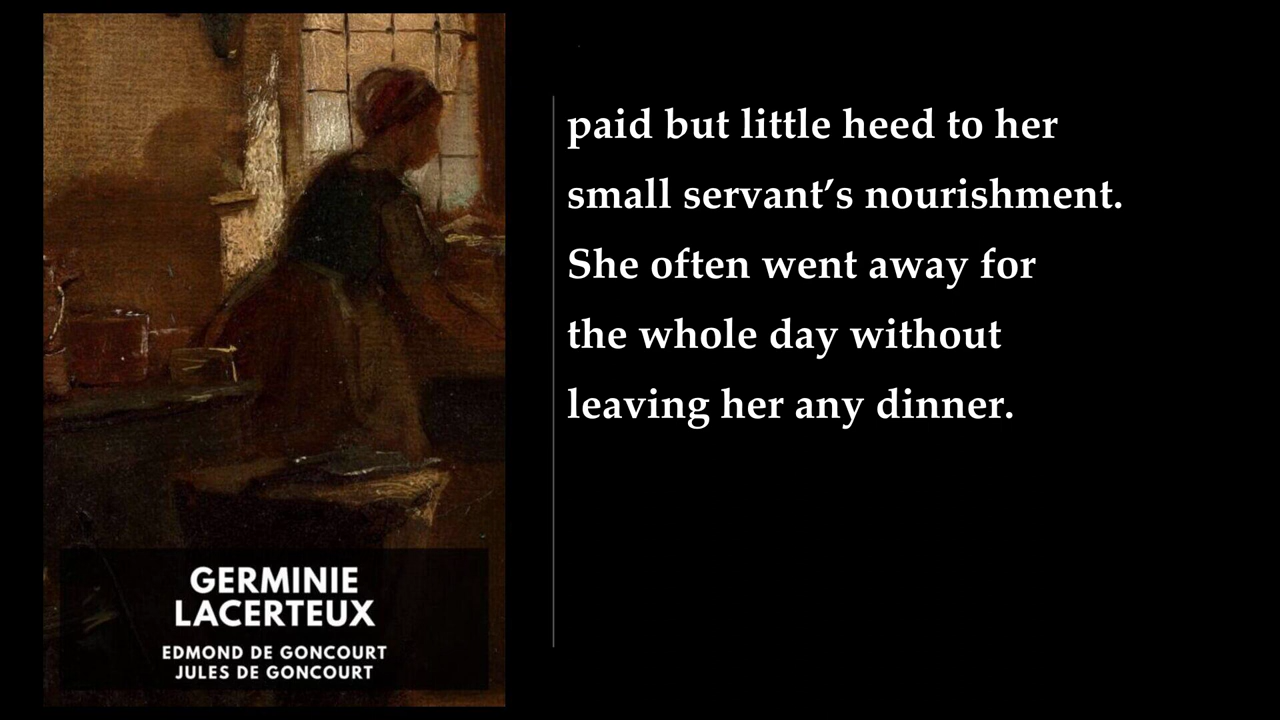 GERMINIE
LACERTEUX
EDMOND DE GONCOURT
JULES DE GONCOURT
paid but little heed to her
small servant’s nourishment.
She often went away for
the whole day without
leaving her any dinner.